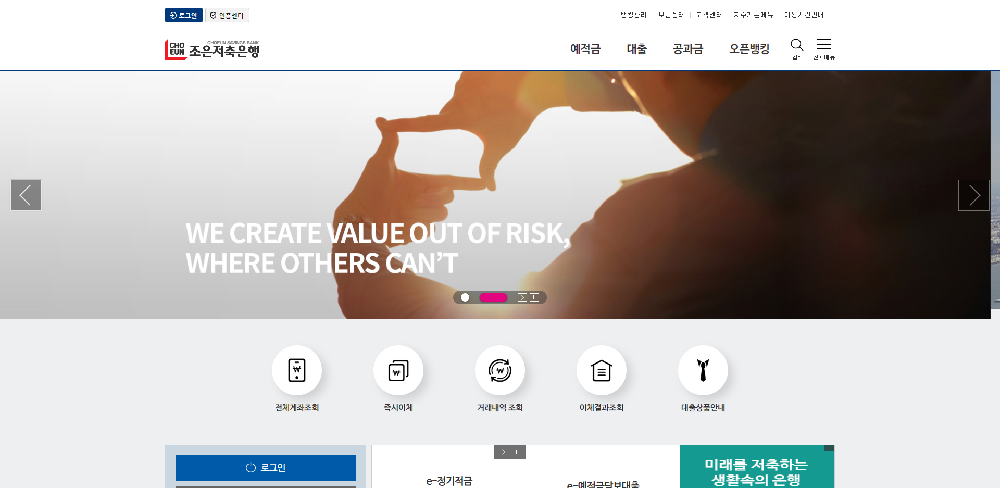 로그인
인증센터
뱅킹관리
보안센터
고객센터
자주가는메뉴
이용시간안내
CHO
EUN
CHOEUN SAVINGS BANK
조은저축은행
예적금
대출
공과금
오픈뱅킹
검색
전체메뉴
WE CREATE VALUE OUT OF RISK,
WHERE OTHERS CAN'T
전체계좌조회
즉시이체
거래내역 조회
이체결과조회
대출상품안내
로그인
e-정기적금
e-예적금담보대출
미래를 저축하는
생활속의 은행